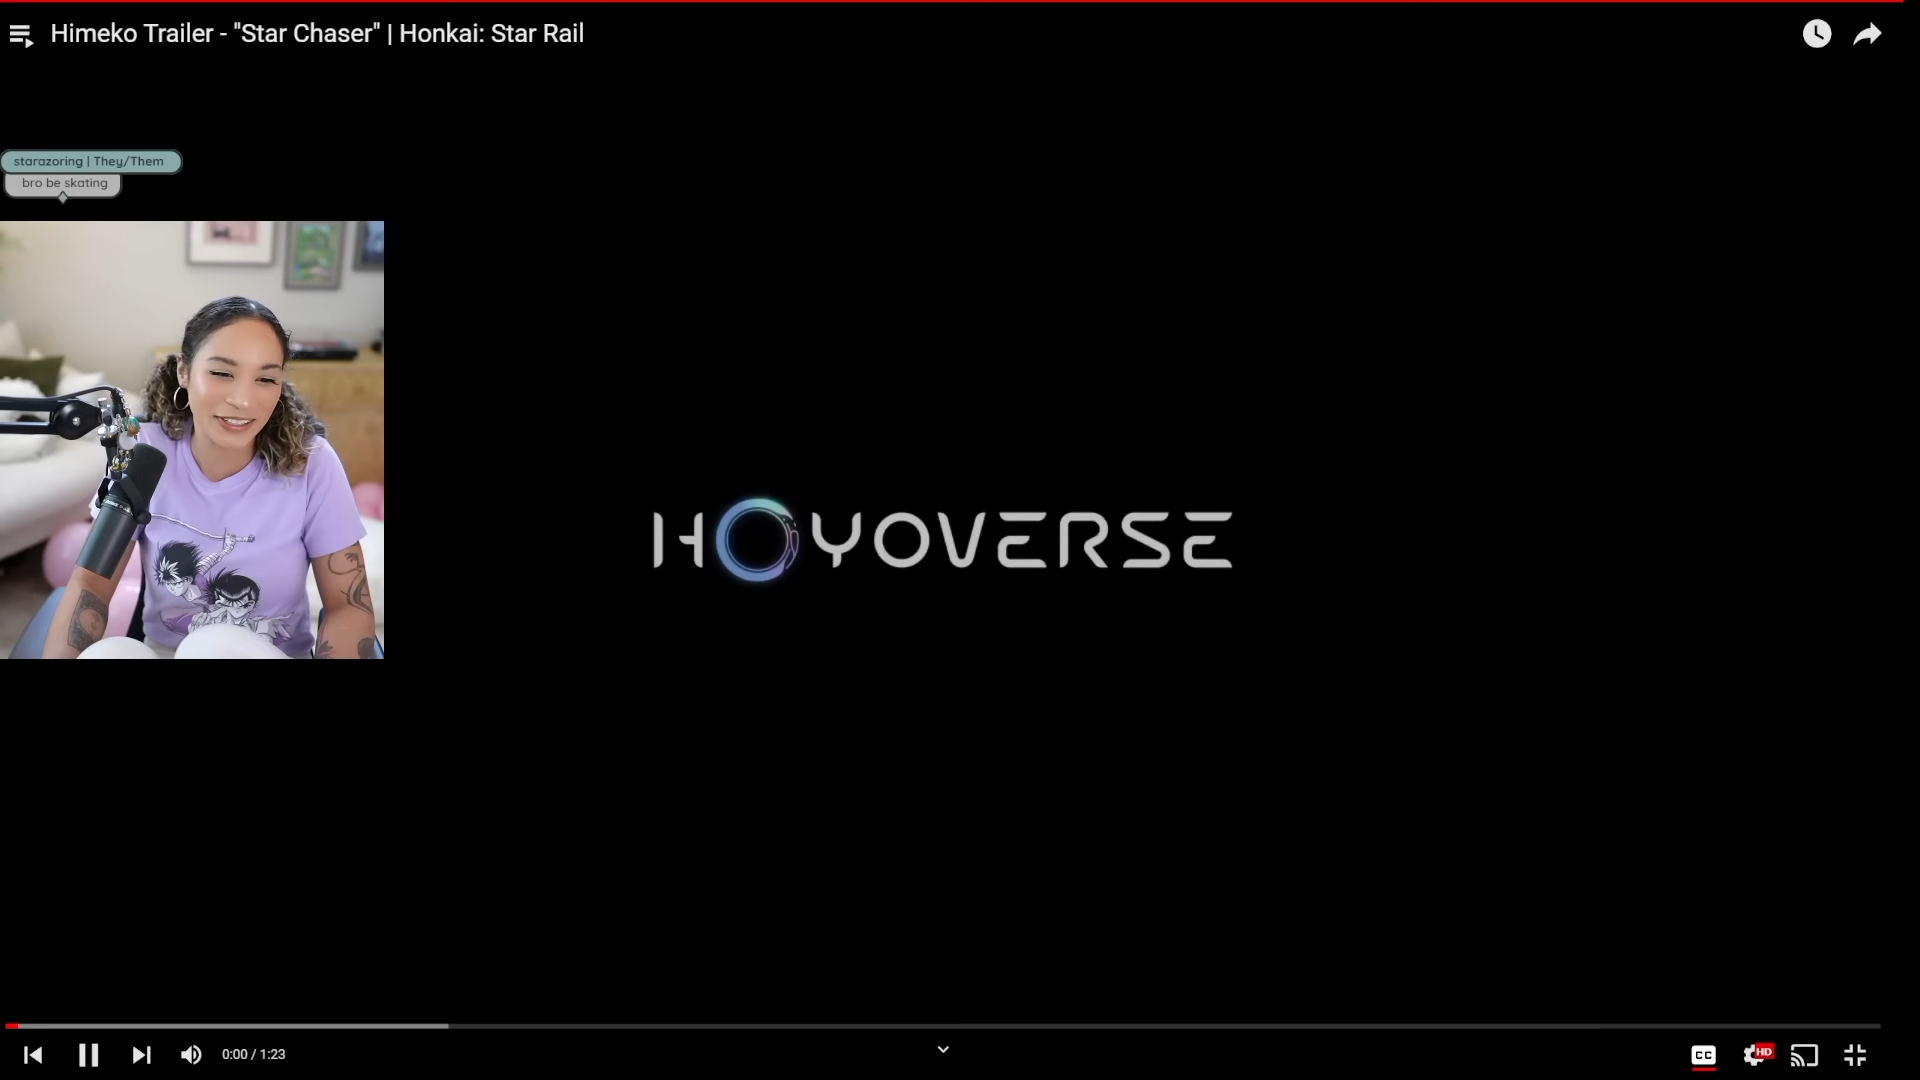 Himeko Trailer - "Star Chaser" | Honkai: Star Rail
starazoring | They/Them
bro be skating
HOYOVERSE
0:00 / 1:23
CC
HD